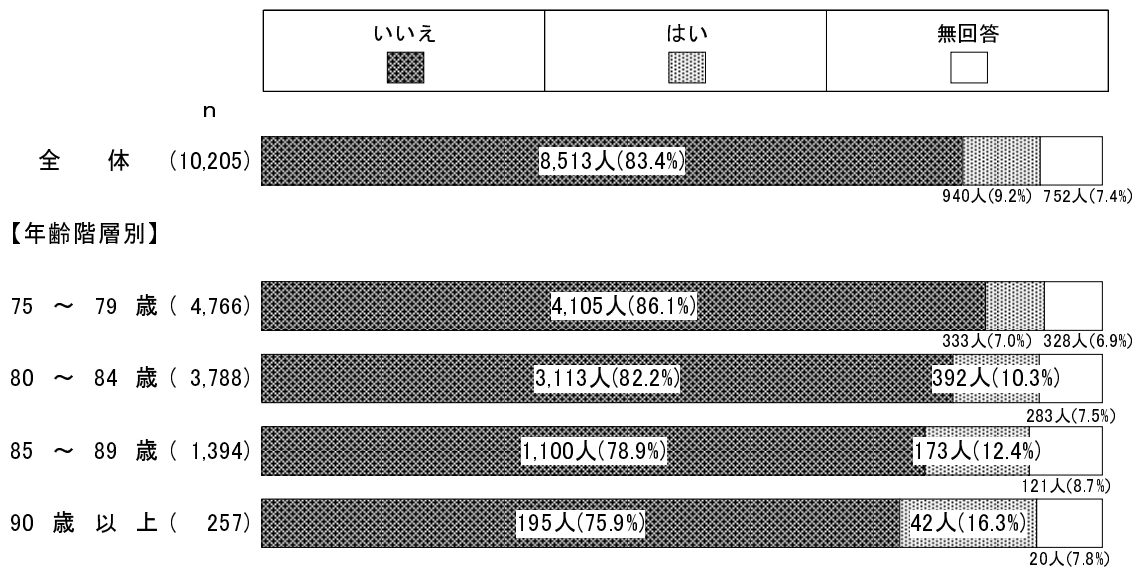 いいえ はい 無回答
n
全 体 (10,205) 8,513人(83.4%)
940人(9.2%) 752人(7.4%)
【年齢階層別】
75 ～ 79 歳 ( 4,766) 4,105人(86.1%)
333人(7.0%) 328人(6.9%)
80 ～ 84 歳 ( 3,788) 3,113人(82.2%) 392人(10.3%)
283人(7.5%)
85 ～ 89 歳 ( 1,394) 1,100人(78.9%) 173人(12.4%)
121人(8.7%)
90 歳 以 上 ( 257) 195人(75.9%) 42人(16.3%)
20人(7.8%)